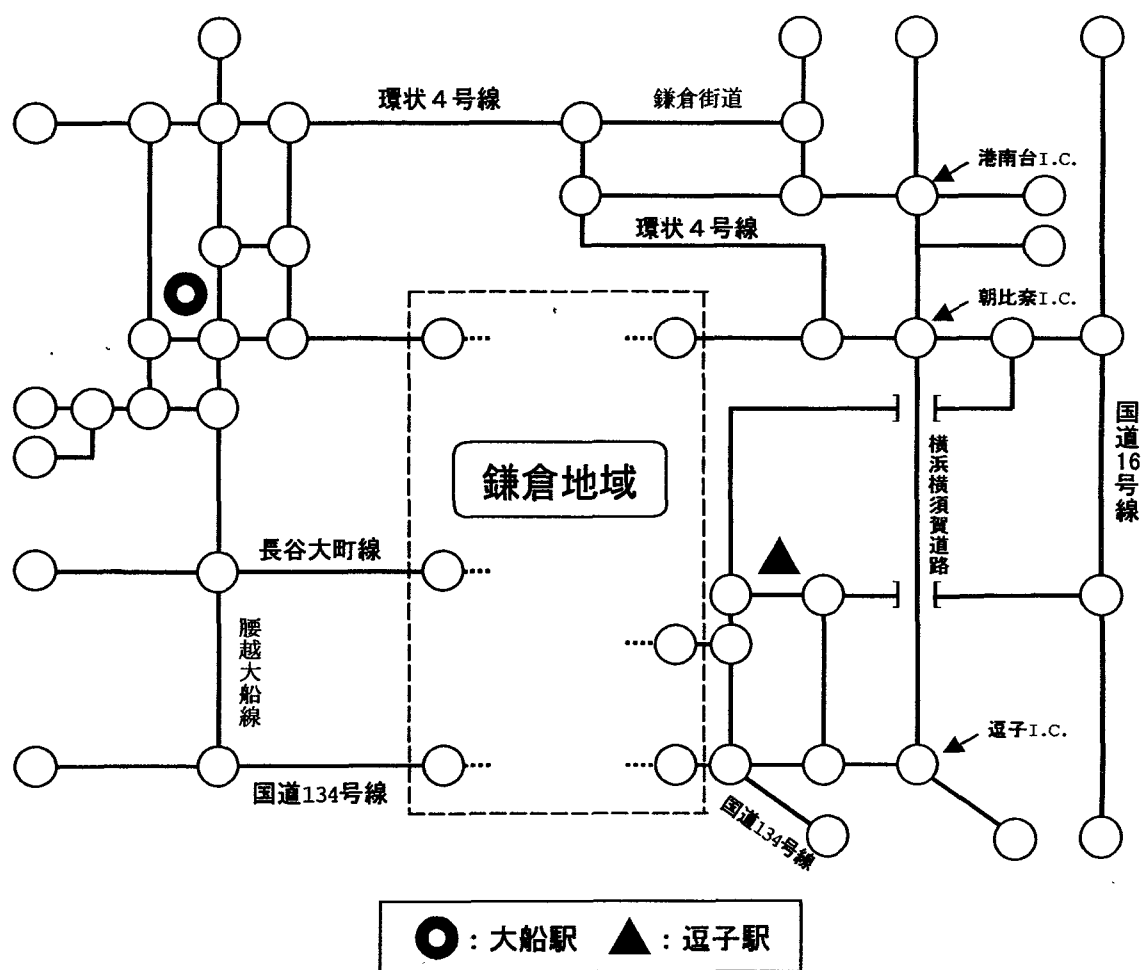 環状4号線
鎌倉街道
港南台I.C.
環状4号線
朝比奈I.C.
国道16号線
横浜横須賀道路
鎌倉地域
長谷大町線
腰越大船線
逗子I.C.
国道134号線
国道134号線
：大船駅 ：逗子駅